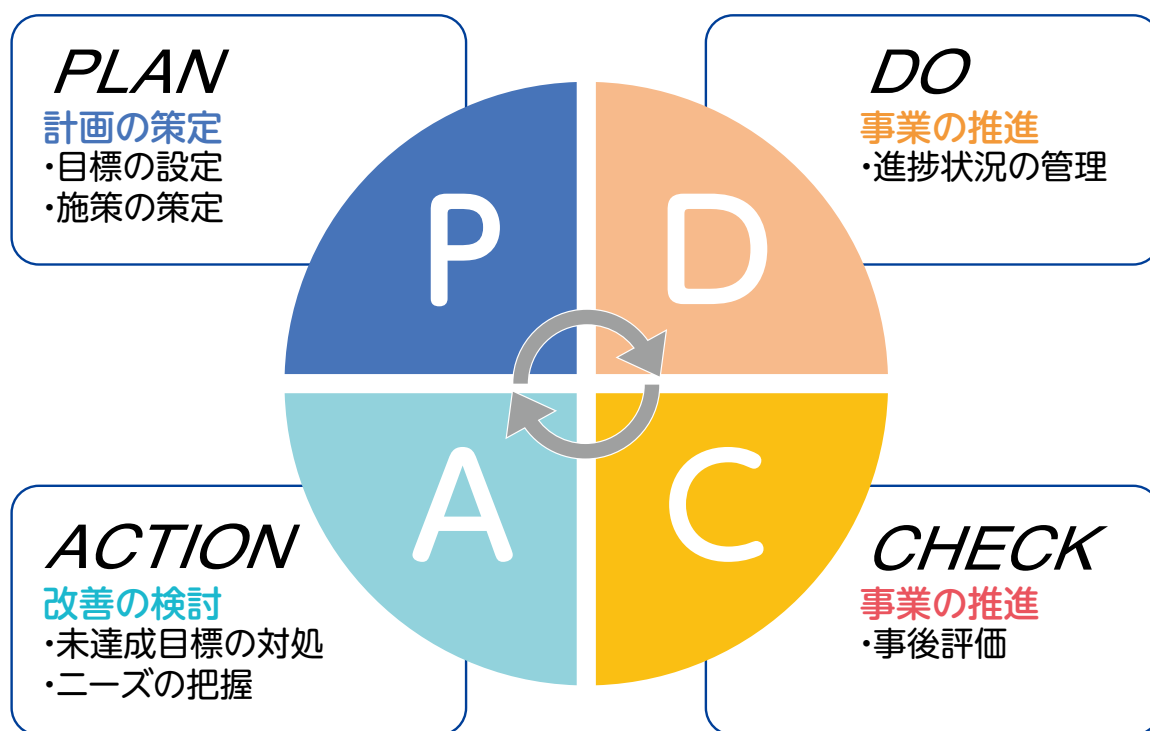 PLAN
計画の策定
・目標の設定
・施策の策定
DO
事業の推進
・進捗状況の管理
P
D
A
C
ACTION
改善の検討
・未達成目標の対処
・ニーズの把握
CHECK
事業の推進
・事後評価